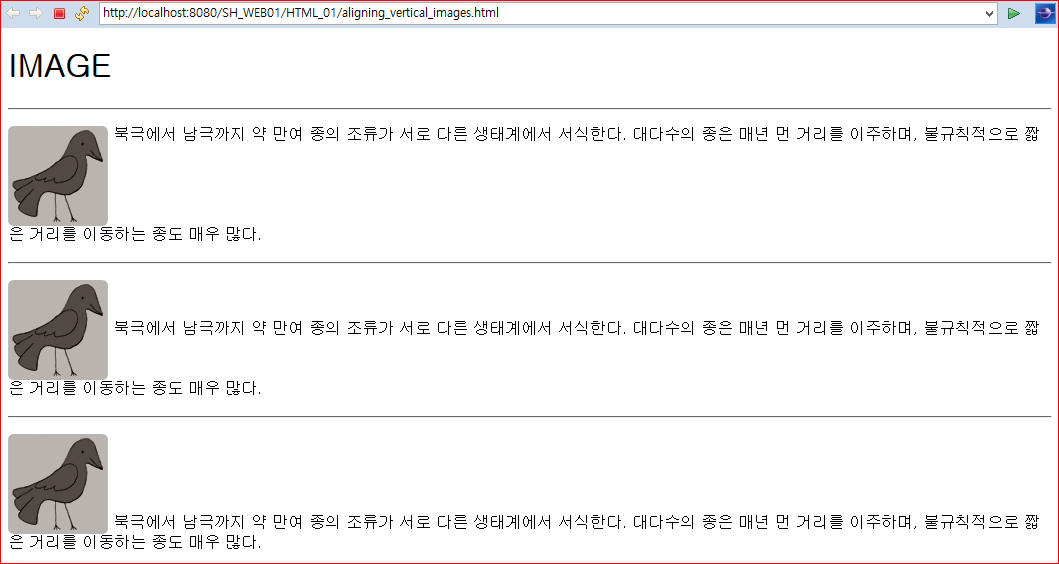 http://localhost:8080/SH_WEB01/HTML_01/aligning_vertical_images.html
IMAGE
북극에서 남극까지 약 만여 종의 조류가 서로 다른 생태계에서 서식한다. 대다수의 종은 매년 먼 거리를 이주하며, 불규칙적으로 짧
은 거리를 이동하는 종도 매우 많다.
북극에서 남극까지 약 만여 종의 조류가 서로 다른 생태계에서 서식한다. 대다수의 종은 매년 먼 거리를 이주하며, 불규칙적으로 짧
은 거리를 이동하는 종도 매우 많다.
북극에서 남극까지 약 만여 종의 조류가 서로 다른 생태계에서 서식한다. 대다수의 종은 매년 먼 거리를 이주하며, 불규칙적으로 짧
은 거리를 이동하는 종도 매우 많다.